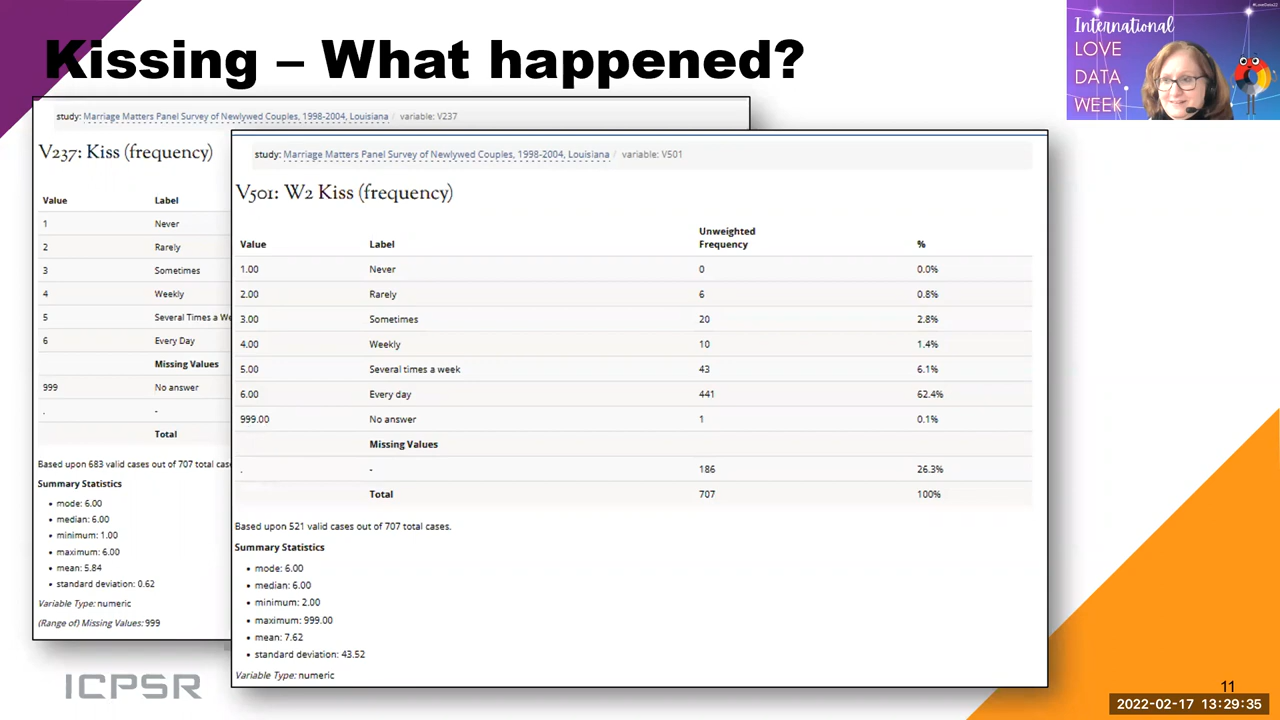 Kissing – What happened?
International
LOVE
DATA
WEEK
study: Marriage Matters Panel Survey of Newlywed Couples, 1998-2004, Louisiana / variable: V237
V237: Kiss (frequency)
Value Label
1 Never
2 Rarely
3 Sometimes
4 Weekly
5 Several Times a We
6 Every Day
Missing Values
999 No answer
. -
Total
Based upon 683 valid cases out of 707 total cas
Summary Statistics
• mode: 6.00
• median: 6.00
• minimum: 1.00
• maximum: 6.00
• mean: 5.84
• standard deviation: 0.62
Variable Type: numeric
(Range of) Missing Values: 999
study: Marriage Matters Panel Survey of Newlywed Couples, 1998-2004, Louisiana / variable: V501
V501: W2 Kiss (frequency)
Value Label Unweighted Frequency %
1.00 Never 0 0.0%
2.00 Rarely 6 0.8%
3.00 Sometimes 20 2.8%
4.00 Weekly 10 1.4%
5.00 Several times a week 43 6.1%
6.00 Every day 441 62.4%
999.00 No answer 1 0.1%
Missing Values
. - 186 26.3%
Total 707 100%
Based upon 521 valid cases out of 707 total cases.
Summary Statistics
• mode: 6.00
• median: 6.00
• minimum: 2.00
• maximum: 999.00
• mean: 7.62
• standard deviation: 43.52
Variable Type: numeric
ICPSR
11
2022-02-17 13:29:35